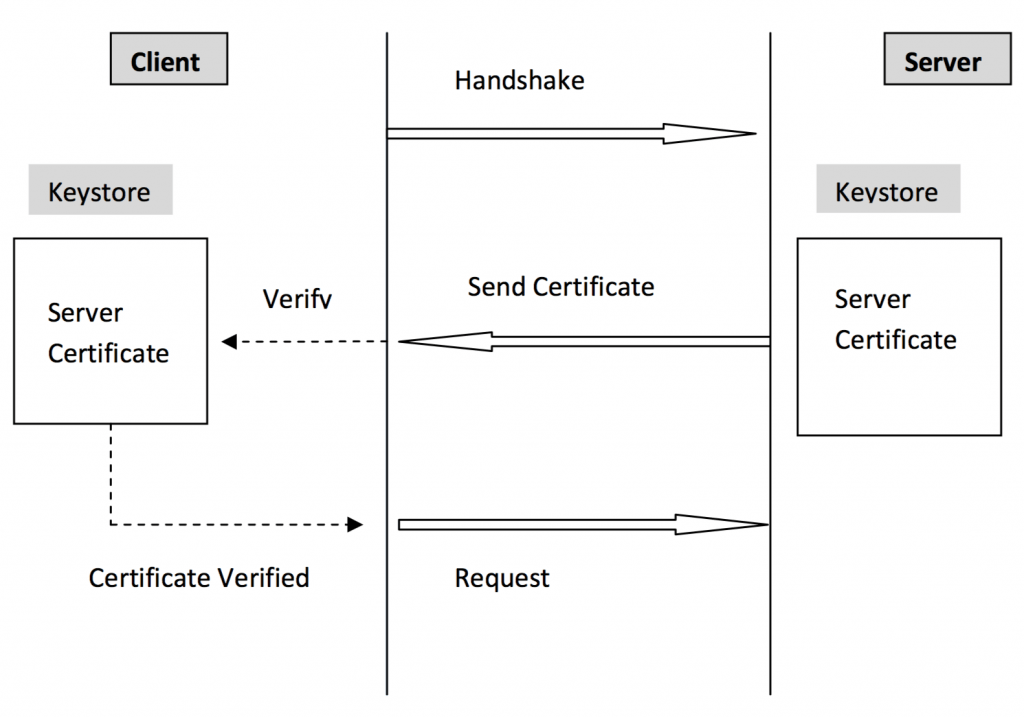 Client
Server
Handshake
Keystore
Keystore
Send Certificate
Verify
Server
Certificate
Server
Certificate
Certificate Verified
Request